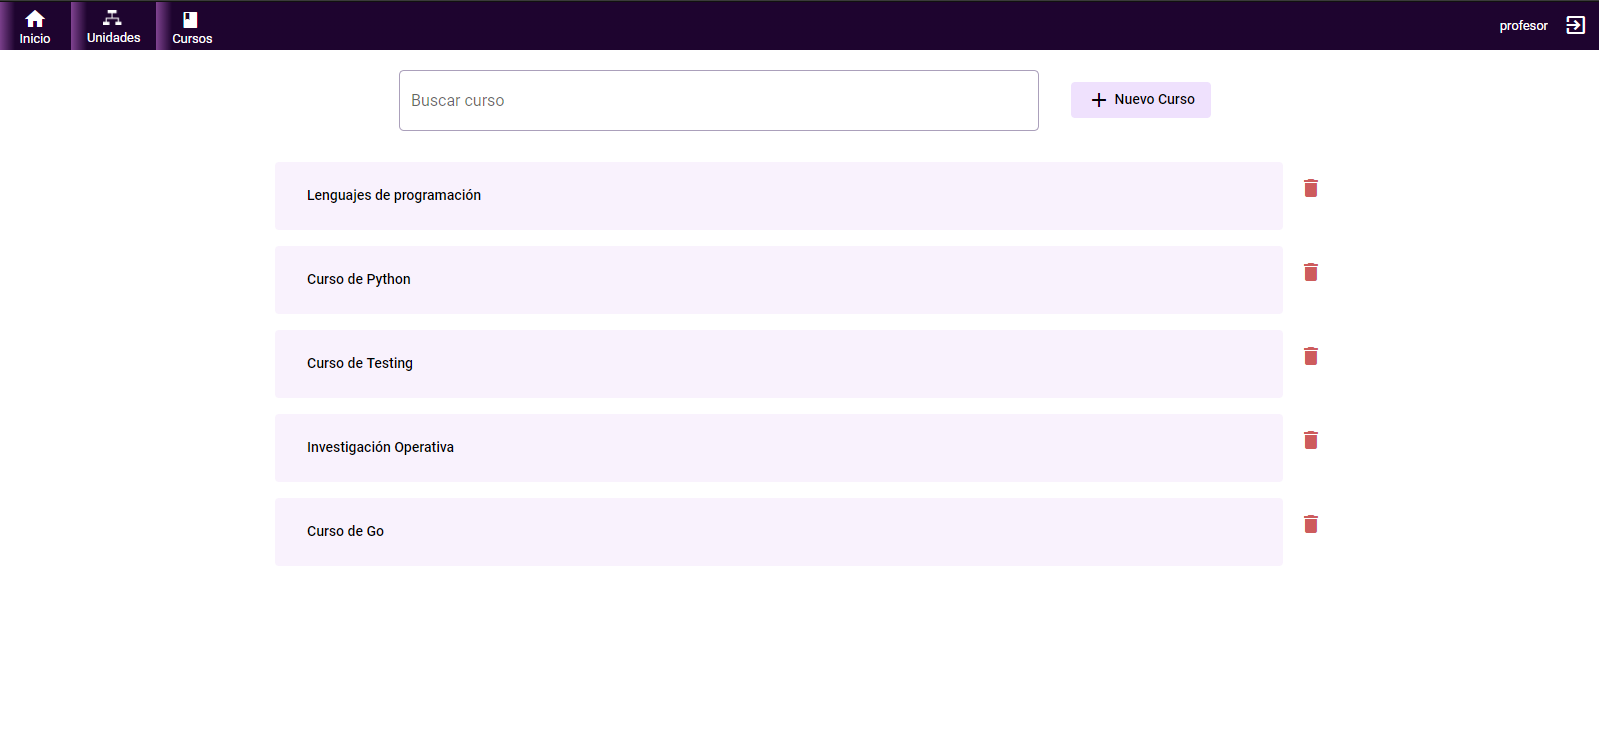 Inicio
Unidades
Cursos
profesor
Buscar curso
Nuevo Curso
Lenguajes de programación
Curso de Python
Curso de Testing
Investigación Operativa
Curso de Go